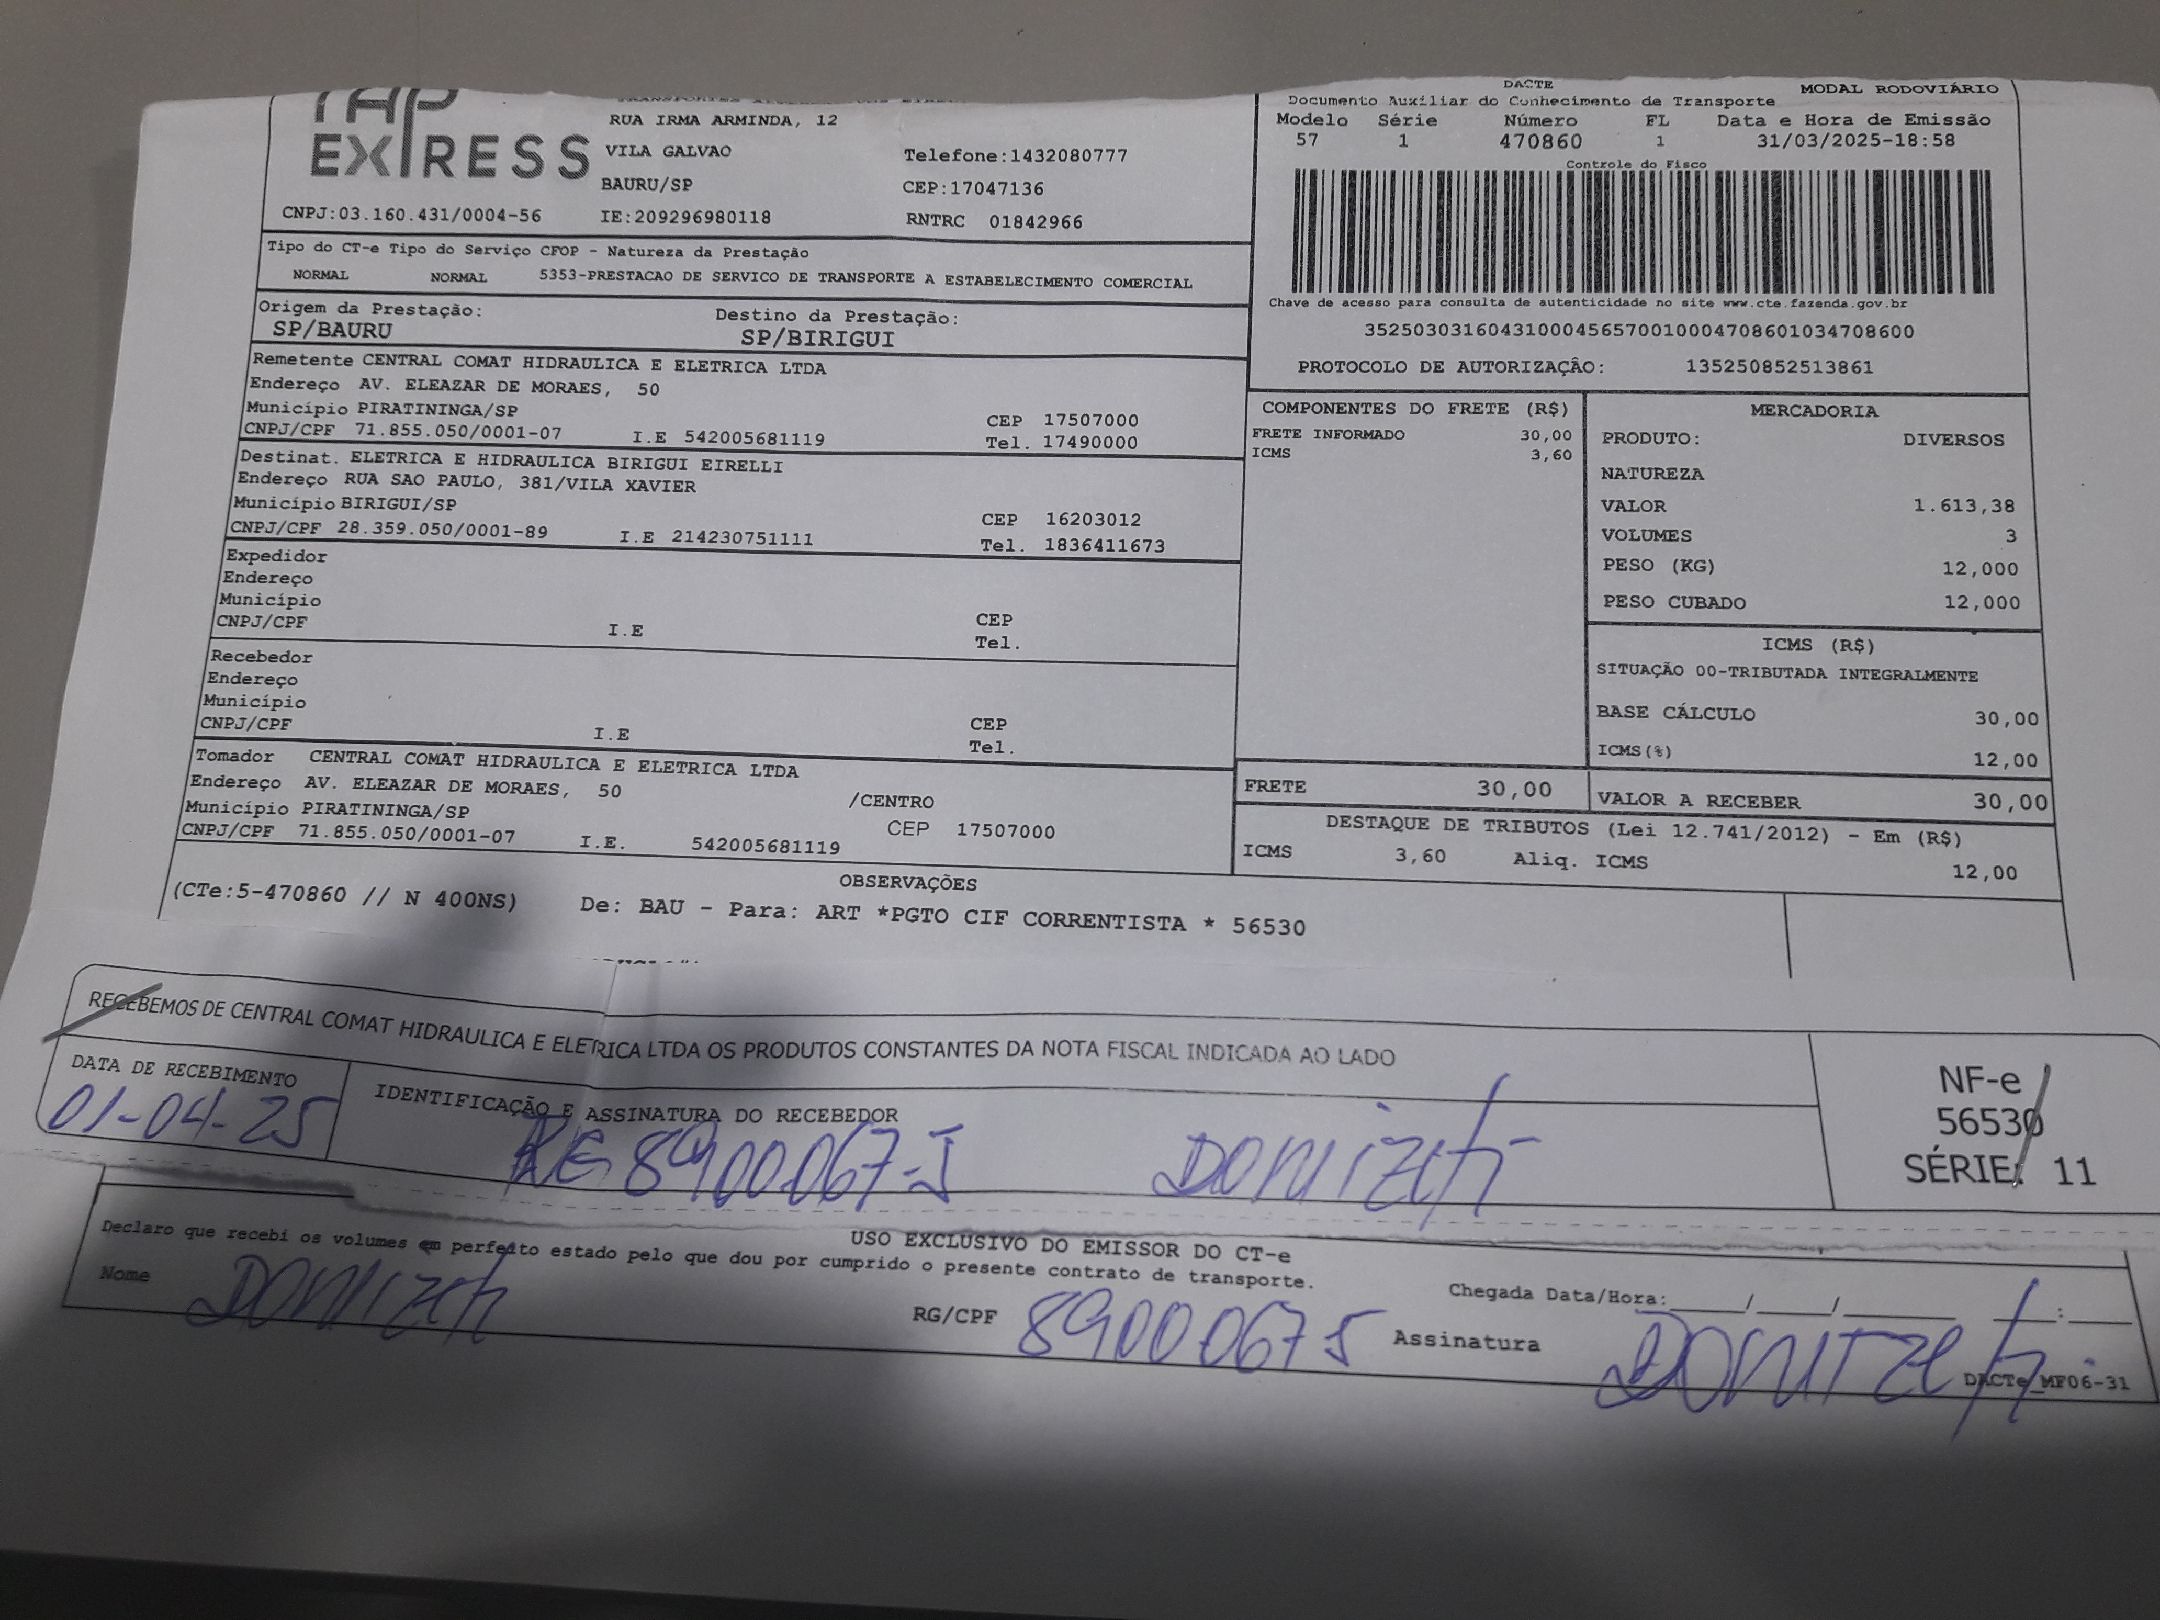 TAP
EXPRESS
RUA IRMA ARMINDA, 12
VILA GALVAO
Telefone:1432080777
BAURU/SP
CEP:17047136
CNPJ:03.160.431/0004-56
IE:209296980118
RNTRC 01842966
DACTE
MODAL RODOVIÁRIO
Documento Auxiliar do Conhecimento de Transporte
Modelo Série Número FL Data e Hora de Emissão
57 1 470860 1 31/03/2025-18:58
Controle do Fisco
Chave de acesso para consulta de autenticidade no site www.cte.fazenda.gov.br
35250303160431000456570010004708601034708600
PROTOCOLO DE AUTORIZAÇÃO: 135250852513861
Tipo do CT-e Tipo do Serviço CFOP - Natureza da Prestação
NORMAL NORMAL 5353-PRESTACAO DE SERVICO DE TRANSPORTE A ESTABELECIMENTO COMERCIAL
Origem da Prestação: Destino da Prestação:
SP/BAURU SP/BIRIGUI
Remetente CENTRAL COMAT HIDRAULICA E ELETRICA LTDA
Endereço AV. ELEAZAR DE MORAES, 50
Município PIRATININGA/SP CEP 17507000
CNPJ/CPF 71.855.050/0001-07 I.E 542005681119 Tel. 17490000
Destinat. ELETRICA E HIDRAULICA BIRIGUI EIRELLI
Endereço RUA SAO PAULO, 381/VILA XAVIER
Município BIRIGUI/SP CEP 16203012
CNPJ/CPF 28.359.050/0001-89 I.E 214230751111 Tel. 1836411673
Expedidor
Endereço
Município CEP
CNPJ/CPF I.E Tel.
Recebedor
Endereço
Município CEP
CNPJ/CPF I.E Tel.
Tomador CENTRAL COMAT HIDRAULICA E ELETRICA LTDA
Endereço AV. ELEAZAR DE MORAES, 50 /CENTRO
Município PIRATININGA/SP CEP 17507000
CNPJ/CPF 71.855.050/0001-07 I.E. 542005681119
COMPONENTES DO FRETE (R$)
FRETE INFORMADO 30,00
ICMS 3,60
MERCADORIA
PRODUTO: DIVERSOS
NATUREZA
VALOR 1.613,38
VOLUMES 3
PESO (KG) 12,000
PESO CUBADO 12,000
ICMS (R$)
SITUAÇÃO 00-TRIBUTADA INTEGRALMENTE
BASE CÁLCULO 30,00
ICMS(%) 12,00
FRETE 30,00 VALOR A RECEBER 30,00
DESTAQUE DE TRIBUTOS (Lei 12.741/2012) - Em (R$)
ICMS 3,60 Aliq. ICMS 12,00
OBSERVAÇÕES
(CTe:5-470860 // N 400NS) De: BAU - Para: ART *PGTO CIF CORRENTISTA * 56530
RECEBEMOS DE CENTRAL COMAT HIDRAULICA E ELETRICA LTDA OS PRODUTOS CONSTANTES DA NOTA FISCAL INDICADA AO LADO
DATA DE RECEBIMENTO IDENTIFICAÇÃO E ASSINATURA DO RECEBEDOR
01-04-25 8900067-5 Donizeti
NF-e
56530
SÉRIE: 11
USO EXCLUSIVO DO EMISSOR DO CT-e
Declaro que recebi os volumes em perfeito estado pelo que dou por cumprido o presente contrato de transporte.
Chegada Data/Hora:____/____/______ ___:___
Nome Donizeti RG/CPF 89000675 Assinatura Donizeti
DACTe_MF06-31